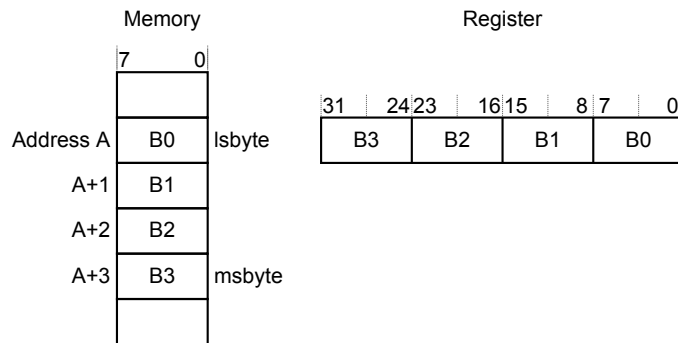 Memory Register
7 0
31 24 23 16 15 8 7 0
Address A B0 lsbyte B3 B2 B1 B0
A+1 B1
A+2 B2
A+3 B3 msbyte